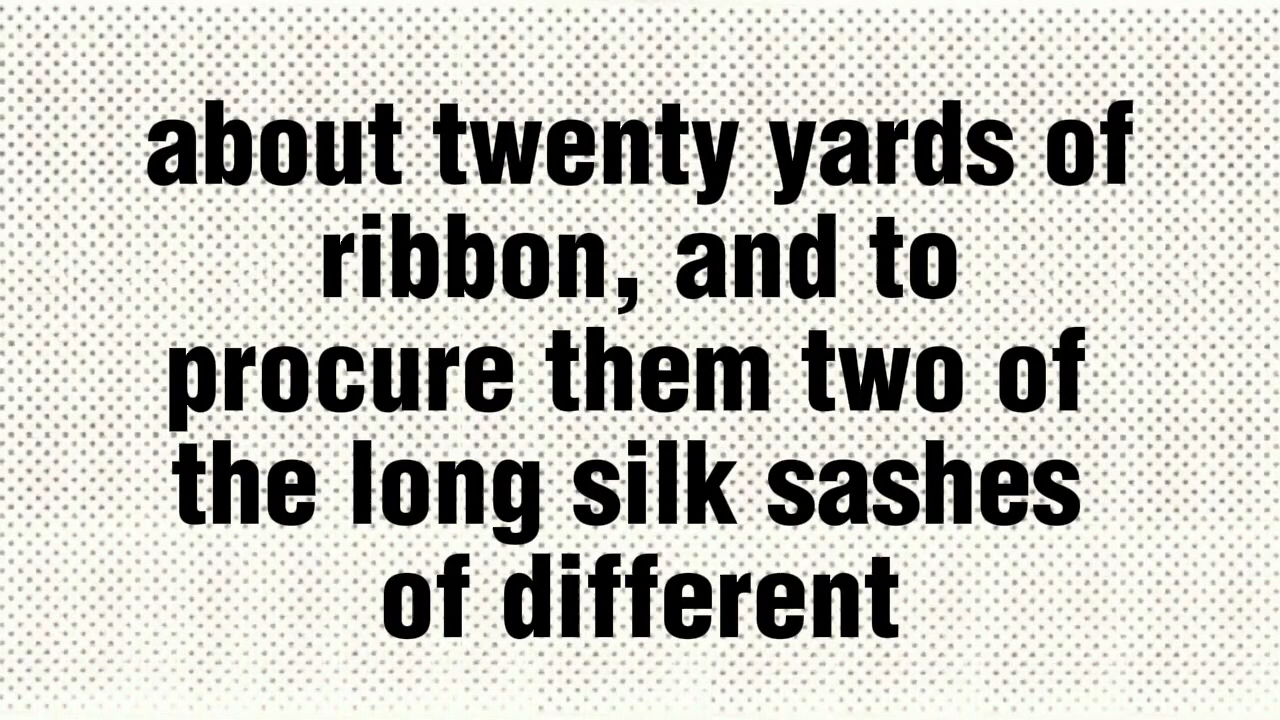 about twenty yards of
ribbon, and to
procure them two of
the long silk sashes
of different